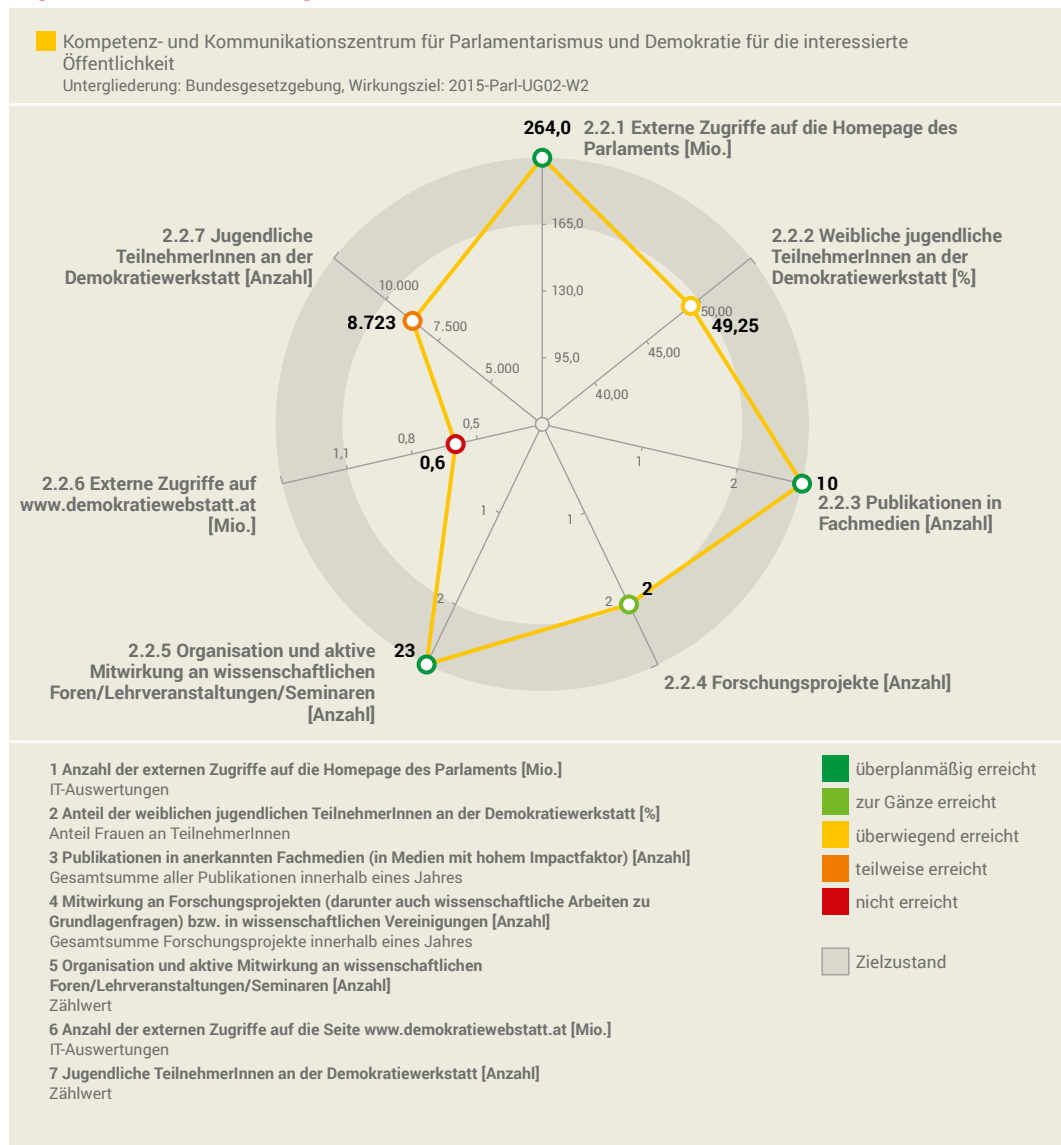 Kompetenz- und Kommunikationszentrum für Parlamentarismus und Demokratie für die interessierte
Öffentlichkeit
Untergliederung: Bundesgesetzgebung, Wirkungsziel: 2015-Parl-UG02-W2
264,0
2.2.1 Externe Zugriffe auf die Homepage des
Parlaments [Mio.]
165,0
130,0
95,0
2.2.2 Weibliche jugendliche
TeilnehmerInnen an der
Demokratiewerkstatt [%]
50,00
49,25
45,00
40,00
1
2
10
2.2.3 Publikationen in
Fachmedien [Anzahl]
1
2
2
2.2.4 Forschungsprojekte [Anzahl]
1
2
23
2.2.5 Organisation und aktive
Mitwirkung an wissenschaftlichen
Foren/Lehrveranstaltungen/Seminaren
[Anzahl]
0,5
0,8
1,1
0,6
2.2.6 Externe Zugriffe auf
www.demokratiewebstatt.at
[Mio.]
2.2.7 Jugendliche
TeilnehmerInnen an der
Demokratiewerkstatt [Anzahl]
10.000
8.723
7.500
5.000
1 Anzahl der externen Zugriffe auf die Homepage des Parlaments [Mio.]
IT-Auswertungen
2 Anteil der weiblichen jugendlichen TeilnehmerInnen an der Demokratiewerkstatt [%]
Anteil Frauen an TeilnehmerInnen
3 Publikationen in anerkannten Fachmedien (in Medien mit hohem Impactfaktor) [Anzahl]
Gesamtsumme aller Publikationen innerhalb eines Jahres
4 Mitwirkung an Forschungsprojekten (darunter auch wissenschaftliche Arbeiten zu
Grundlagenfragen) bzw. in wissenschaftlichen Vereinigungen [Anzahl]
Gesamtsumme Forschungsprojekte innerhalb eines Jahres
5 Organisation und aktive Mitwirkung an wissenschaftlichen
Foren/Lehrveranstaltungen/Seminaren [Anzahl]
Zählwert
6 Anzahl der externen Zugriffe auf die Seite www.demokratiewebstatt.at [Mio.]
IT-Auswertungen
7 Jugendliche TeilnehmerInnen an der Demokratiewerkstatt [Anzahl]
Zählwert
überplanmäßig erreicht
zur Gänze erreicht
überwiegend erreicht
teilweise erreicht
nicht erreicht
Zielzustand